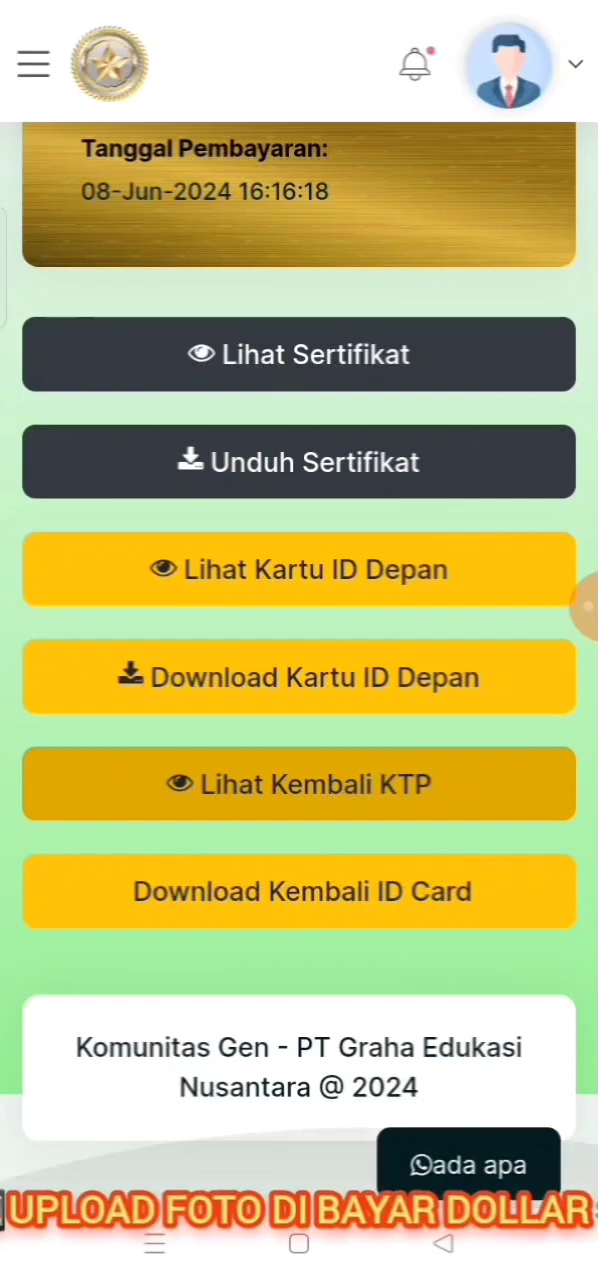 Tanggal Pembayaran:
08-Jun-2024 16:16:18
Lihat Sertifikat
Unduh Sertifikat
Lihat Kartu ID Depan
Download Kartu ID Depan
Lihat Kembali KTP
Download Kembali ID Card
Komunitas Gen - PT Graha Edukasi
Nusantara @ 2024
ada apa
UPLOAD FOTO DI BAYAR DOLLAR